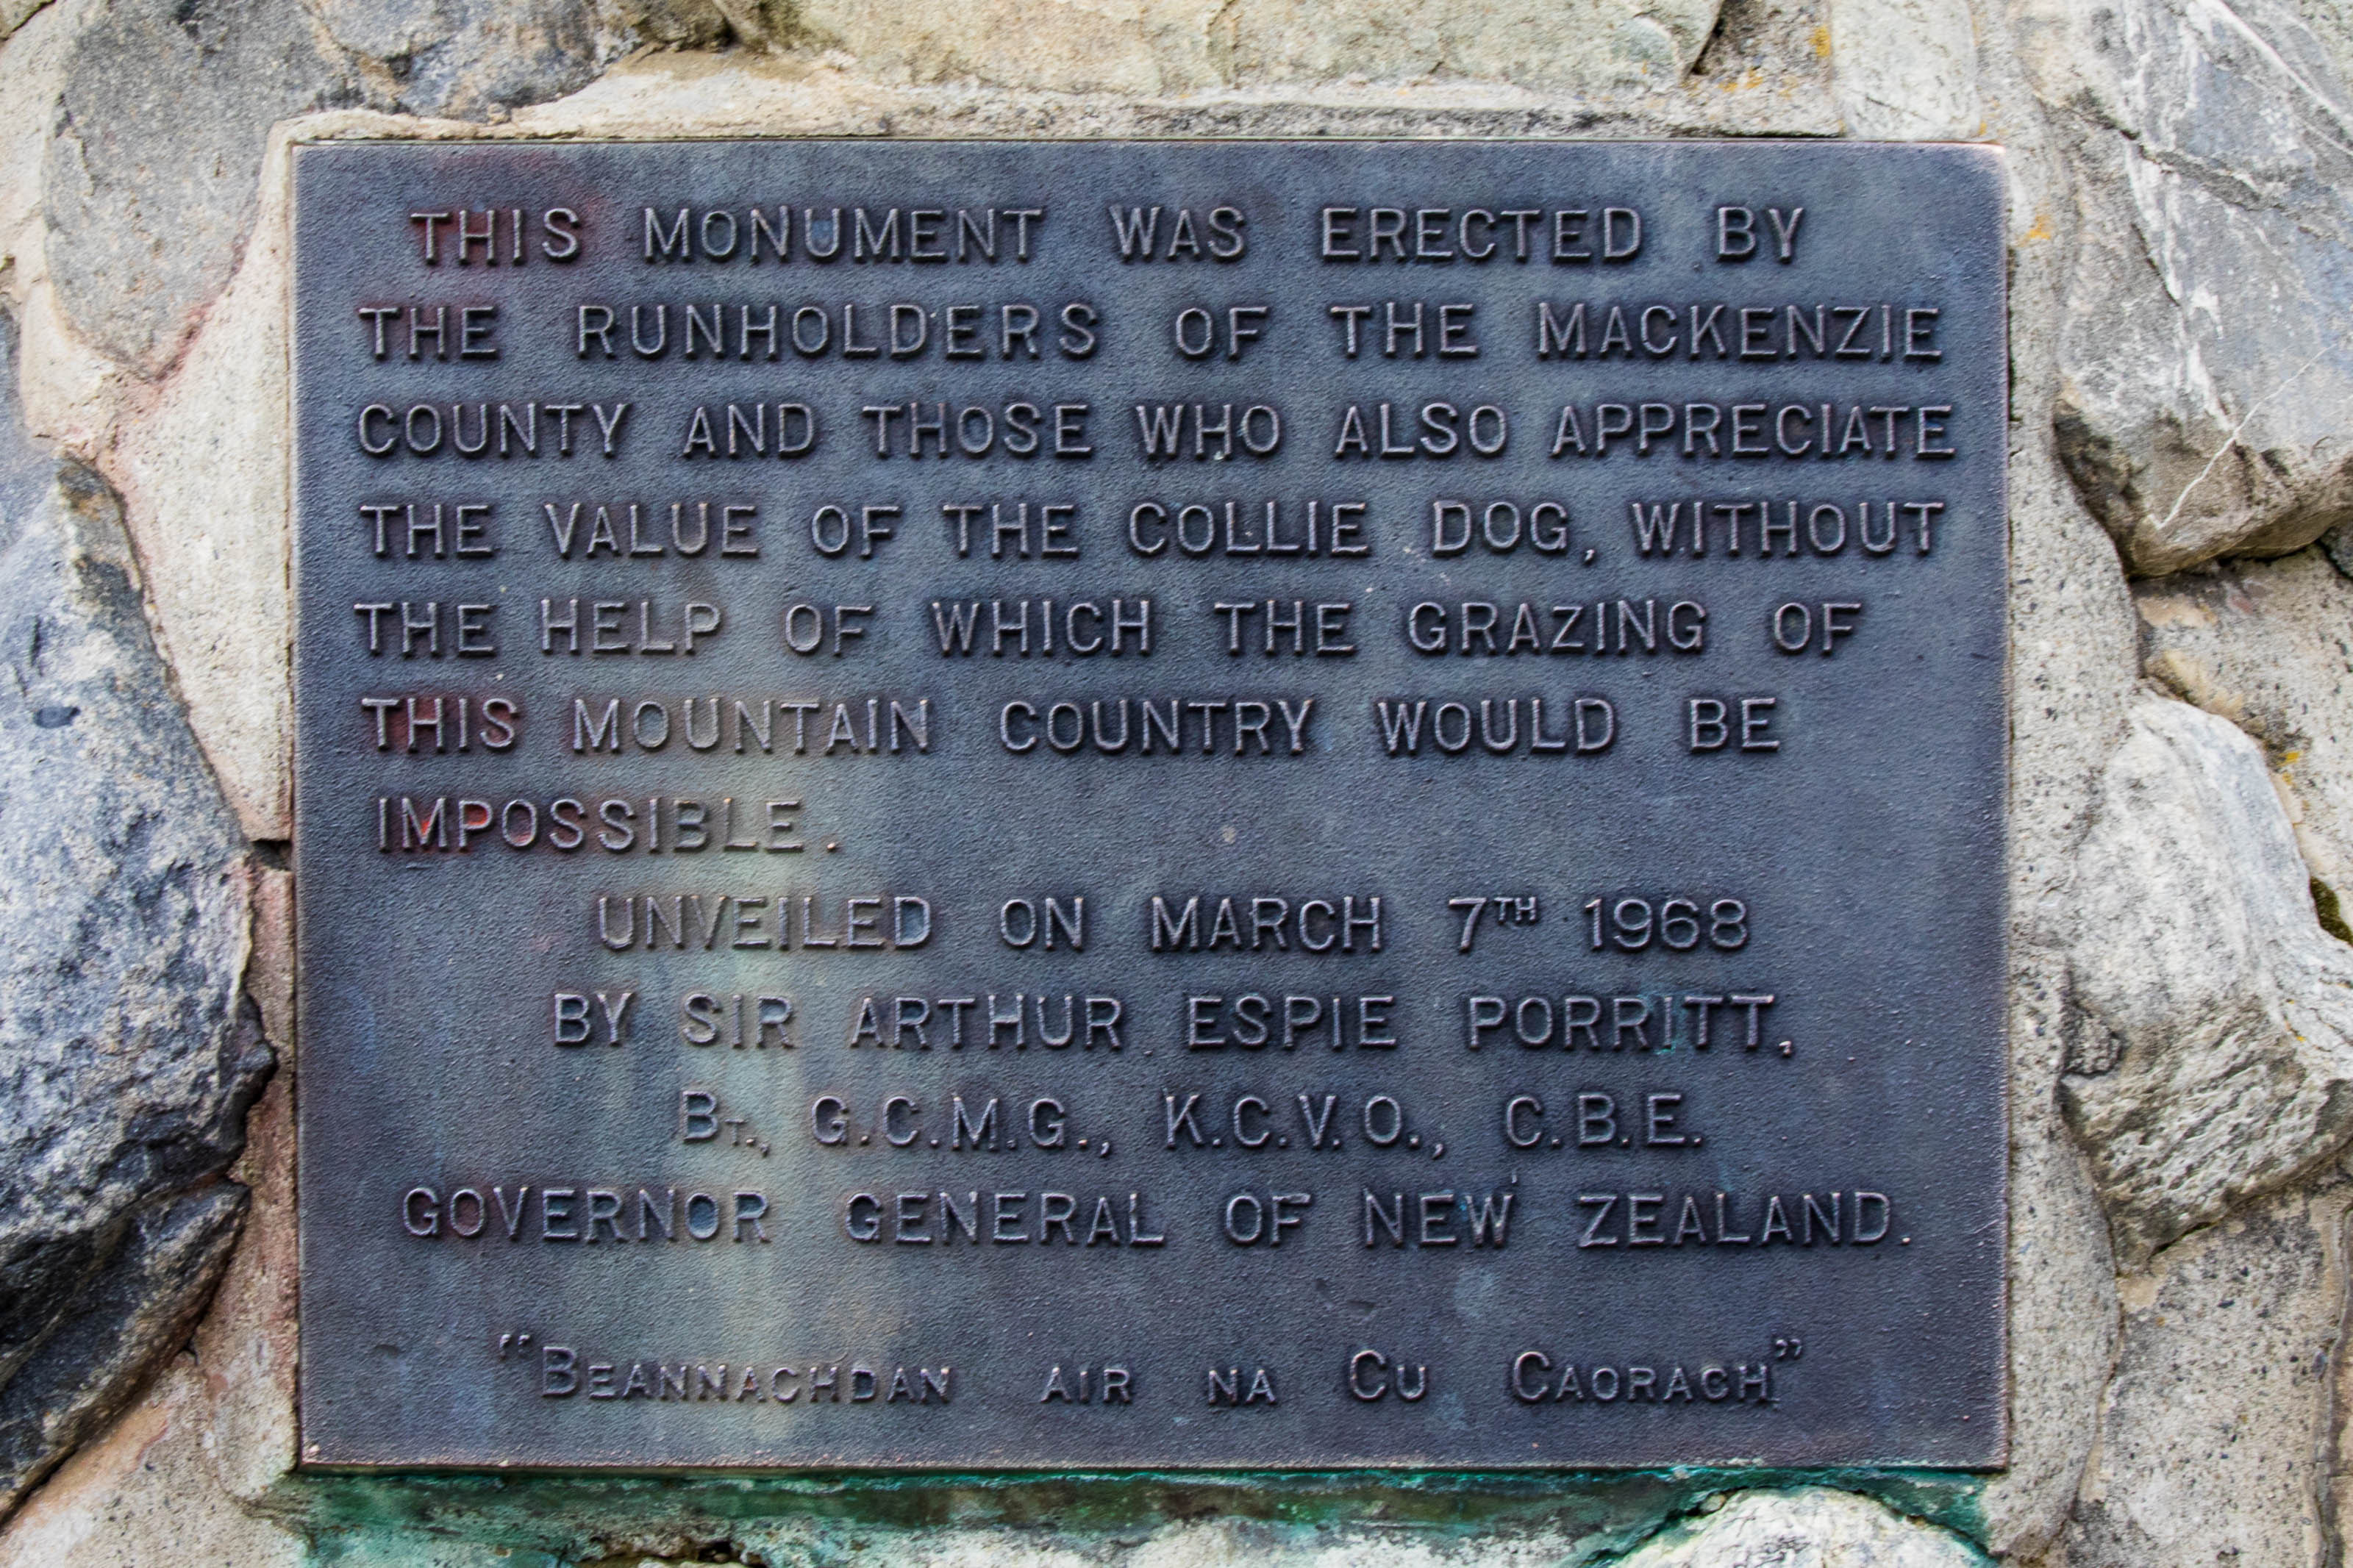 THIS MONUMENT WAS ERECTED BY
THE RUNHOLDERS OF THE MACKENZIE
COUNTY AND THOSE WHO ALSO APPRECIATE
THE VALUE OF THE COLLIE DOG, WITHOUT
THE HELP OF WHICH THE GRAZING OF
THIS MOUNTAIN COUNTRY WOULD BE
IMPOSSIBLE.
UNVEILED ON MARCH 7TH 1968
BY SIR ARTHUR ESPIE PORRITT,
BT., G.C.M.G., K.C.V.O., C.B.E.
GOVERNOR GENERAL OF NEW ZEALAND.
"BEANNACHDAN AIR NA CU CAORACH"